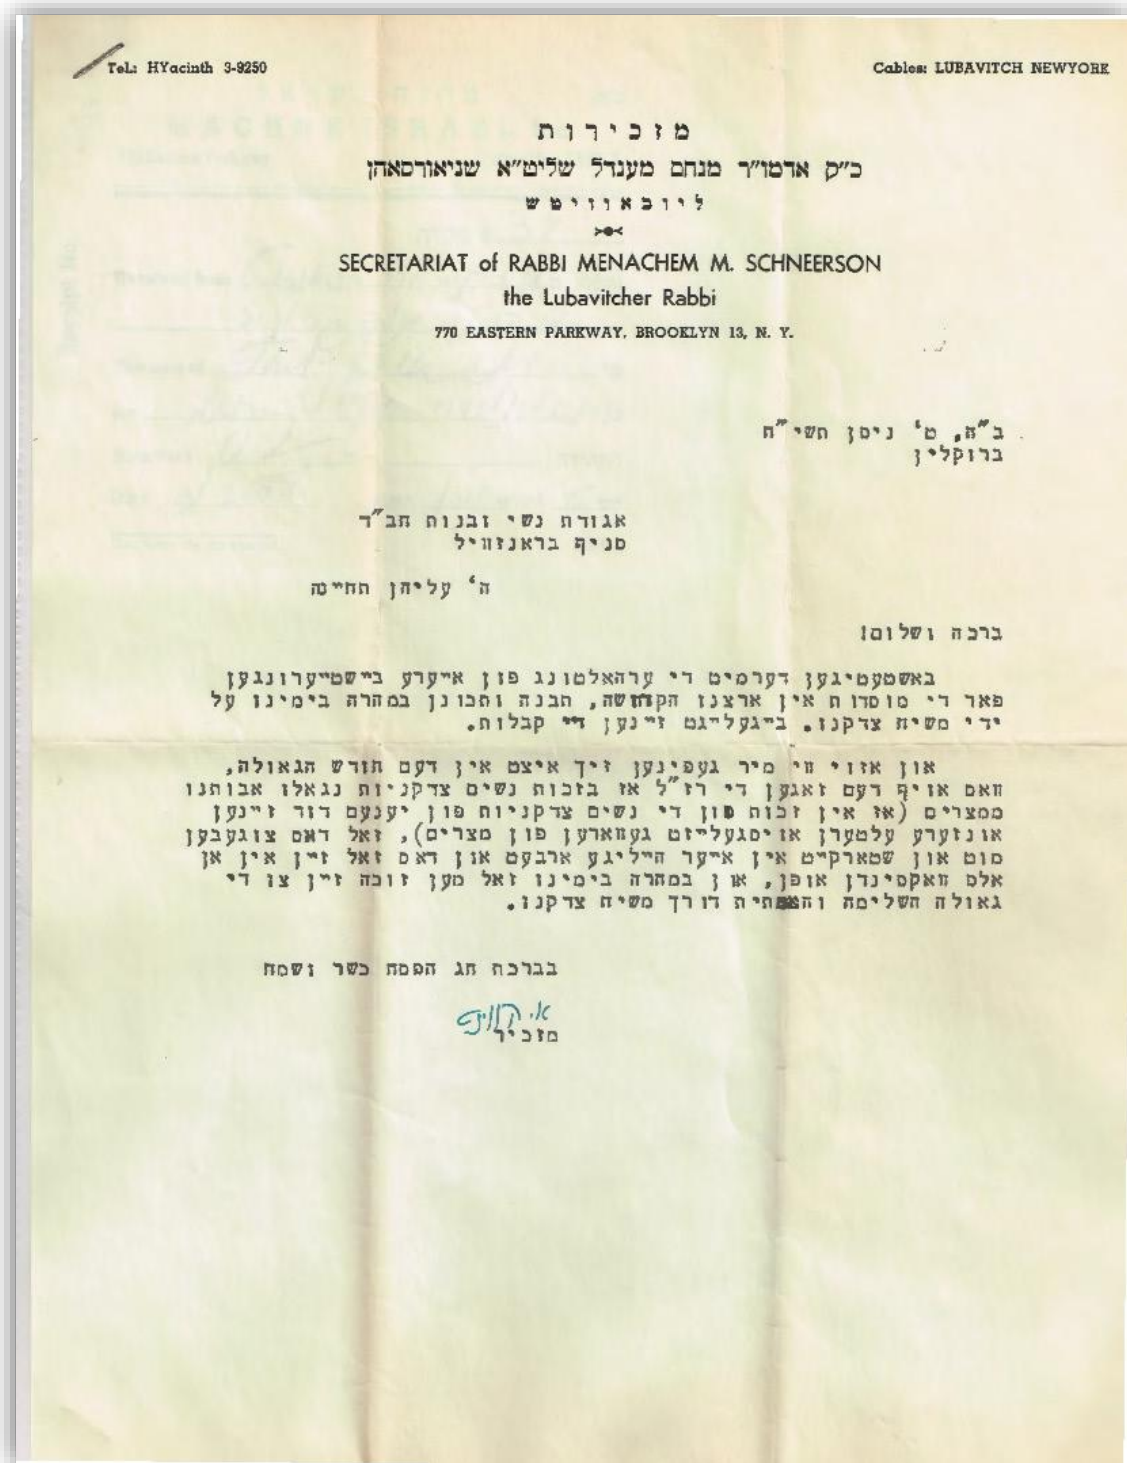 TeL: HYacinth 3-9250
Cables: LUBAVITCH NEWYORK
מזכירות
כ"ק אדמו"ר מנחם מענדל שליט"א שניאורסאהן
ליובאוויטש
SECRETARIAT of RABBI MENACHEM M. SCHNEERSON
the Lubavitcher Rabbi
770 EASTERN PARKWAY, BROOKLYN 13, N. Y.
ב"ה, ט' ניסן תשי"ח
ברוקלין
אגודת נשי ובנות חב"ד
סניף בראנזוויל
ה' עליהן תחיינה
ברכה ושלום!
באשטעטיגען דערמיט די ערהאלטונג פון אייערע ביישטייערונגען
פאר די מוסדות אין ארצנו הקדושה, תבנה ותכונן במהרה בימינו על
ידי משיח צדקנו. בייגעלייגט זיינען די קבלות.
און אזוי ווי מיר געפינען זיך איצט אין דעם חודש הגאולה,
וואס אויף דעם זאגען די רז"ל אז בזכות נשים צדקניות נגאלו אבותנו
ממצרים (אז אין זכות פון די נשים צדקניות פון יענעם דור זיינען
אונזערע עלטערן אויסגעלייזט געווארען פון מצרים), זאל דאס צוגעבען
מוט און שטארקייט אין אייער הייליגע ארבעט און דאס זאל זיין אין אן
אלס וואקסינדן אופן, און במהרה בימינו זאל מען זוכה זיין צו די
גאולה השלימה והאמתית דורך משיח צדקנו.
בברכת חג הפסח כשר ושמח
א. קווינט
מזכיר